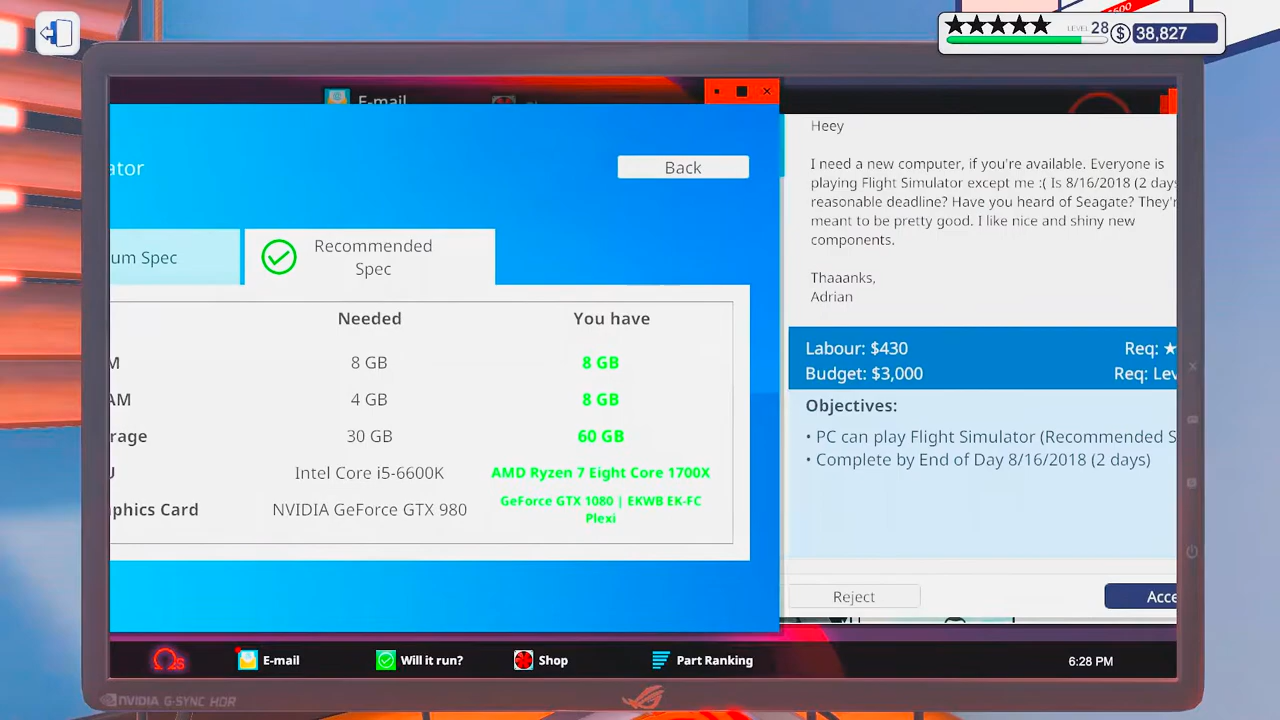 LEVEL 28
$ 38,827
E-mail
Heey
I need a new computer, if you're available. Everyone is
playing Flight Simulator except me :( Is 8/16/2018 (2 days
reasonable deadline? Have you heard of Seagate? They'r
meant to be pretty good. I like nice and shiny new
components.
Thaaanks,
Adrian
Labour: $430
Req: ★
Budget: $3,000
Req: Lev
Objectives:
• PC can play Flight Simulator (Recommended S
• Complete by End of Day 8/16/2018 (2 days)
Reject
Acce
ator
Back
um Spec
Recommended
Spec
Needed
You have
M
8 GB
8 GB
AM
4 GB
8 GB
rage
30 GB
60 GB
U
Intel Core i5-6600K
AMD Ryzen 7 Eight Core 1700X
phics Card
NVIDIA GeForce GTX 980
GeForce GTX 1080 | EKWB EK-FC
Plexi
Ωs
E-mail
Will it run?
Shop
Part Ranking
6:28 PM
NVIDIA G-SYNC HDR